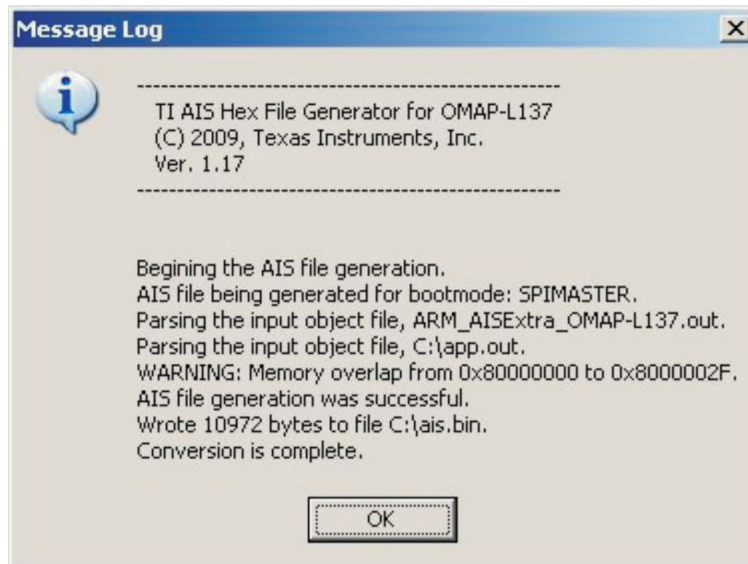 Message Log
-----------------------------------------------------
TI AIS Hex File Generator for OMAP-L137
(C) 2009, Texas Instruments, Inc.
Ver. 1.17
-----------------------------------------------------
Begining the AIS file generation.
AIS file being generated for bootmode: SPIMASTER.
Parsing the input object file, ARM_AISExtra_OMAP-L137.out.
Parsing the input object file, C:\app.out.
WARNING: Memory overlap from 0x80000000 to 0x8000002F.
AIS file generation was successful.
Wrote 10972 bytes to file C:\ais.bin.
Conversion is complete.
OK